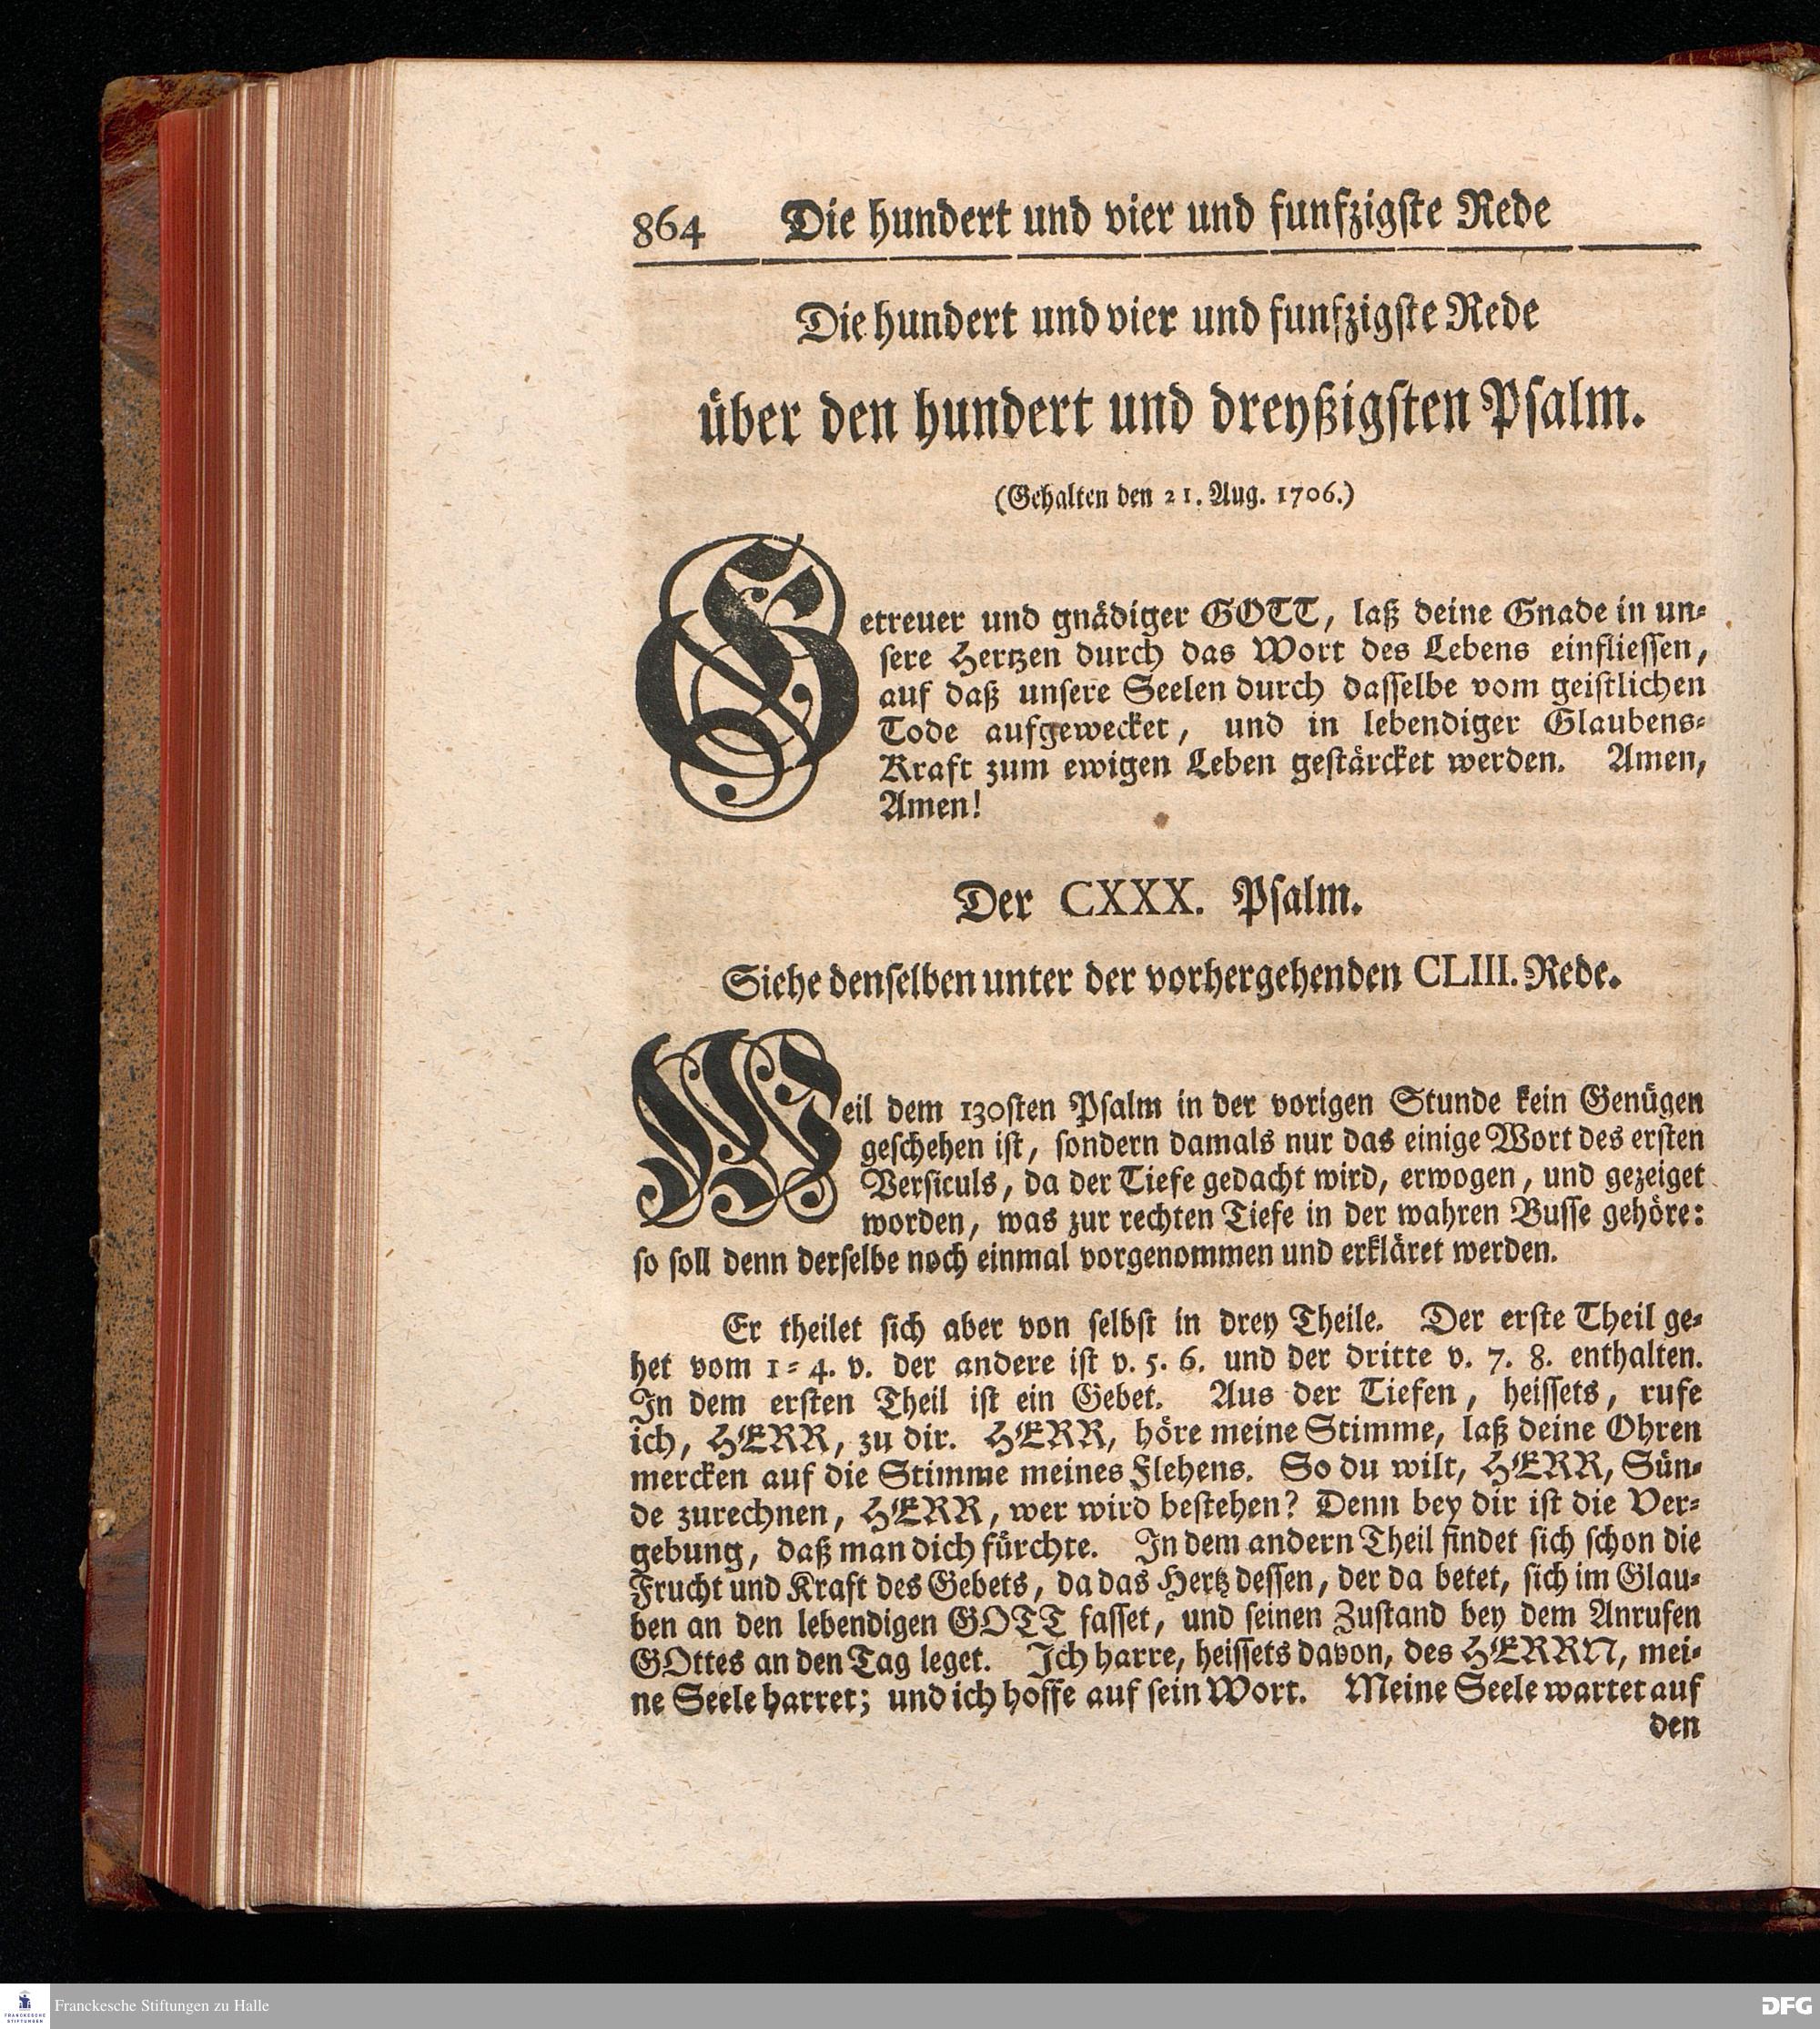 864 Die hundert und vier und funfzigste Rede
Die hundert und vier und funfzigste Rede
über den hundert und dreyßigsten Psalm.
(Gehalten den 21. Aug. 1706.)
Getreuer und gnädiger GOTT, laß deine Gnade in un-
sere Hertzen durch das Wort des Lebens einfliessen,
auf daß unsere Seelen durch dasselbe vom geistlichen
Tode aufgewecket, und in lebendiger Glaubens-
Kraft zum ewigen Leben gestärcket werden. Amen,
Amen!
Der CXXX. Psalm.
Siehe denselben unter der vorhergehenden CLIII. Rede.
Weil dem 130sten Psalm in der vorigen Stunde kein Genügen
geschehen ist, sondern damals nur das einige Wort des ersten
Versiculs, da der Tiefe gedacht wird, erwogen, und gezeiget
worden, was zur rechten Tiefe in der wahren Busse gehöre:
so soll denn derselbe noch einmal vorgenommen und erkläret werden.
Er theilet sich aber von selbst in drey Theile. Der erste Theil ge-
het vom 1-4. v. der andere ist v. 5. 6. und der dritte v. 7. 8. enthalten.
In dem ersten Theil ist ein Gebet. Aus der Tiefen, heissets, rufe
ich, HERR, zu dir. HERR, höre meine Stimme, laß deine Ohren
mercken auf die Stimme meines Flehens. So du wilt, HERR, Sün-
de zurechnen, HERR, wer wird bestehen? Denn bey dir ist die Ver-
gebung, daß man dich fürchte. In dem andern Theil findet sich schon die
Frucht und Kraft des Gebets, da das Hertz dessen, der da betet, sich im Glau-
ben an den lebendigen GOTT fasset, und seinen Zustand bey dem Anrufen
GOttes an den Tag leget. Ich harre, heissets davon, des HERRN, mei-
ne Seele harret; und ich hoffe auf sein Wort. Meine Seele wartet auf
den
FRANCKESCHE
STIFTUNGEN
Franckesche Stiftungen zu Halle
DFG